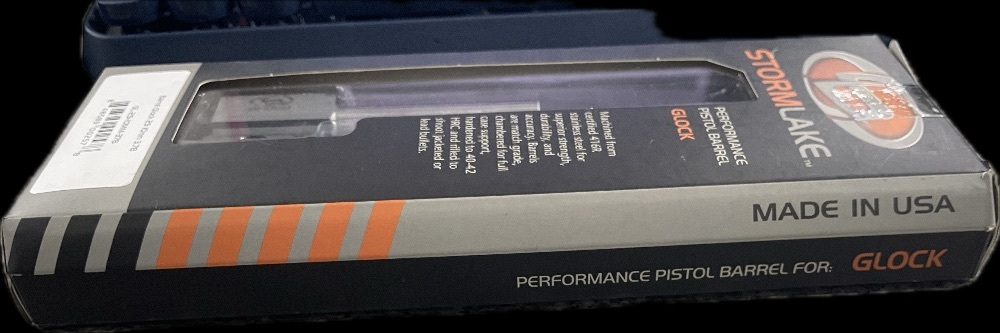 STORMLAKE™
PERFORMANCE
PISTOL BARREL
GLOCK
Machined from
certified 416R
stainless steel for
superior strength,
durability, and
accuracy. Barrels
are match grade,
chambered for full
case support,
hardened to 40-42
HRC and rifled to
shoot jacketed or
lead bullets.
MADE IN USA
PERFORMANCE PISTOL BARREL FOR: GLOCK